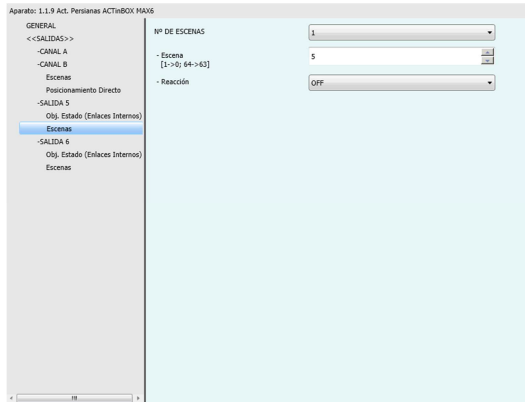 Aparato: 1.1.9 Act. Persianas ACTinBOX MAX6
GENERAL
<<SALIDAS>>
-CANAL A
-CANAL B
Escenas
Posicionamiento Directo
-SALIDA 5
Obj. Estado (Enlaces Internos)
Escenas
-SALIDA 6
Obj. Estado (Enlaces Internos)
Escenas
Nº DE ESCENAS
1
- Escena
[1->0; 64->63]
5
- Reacción
OFF